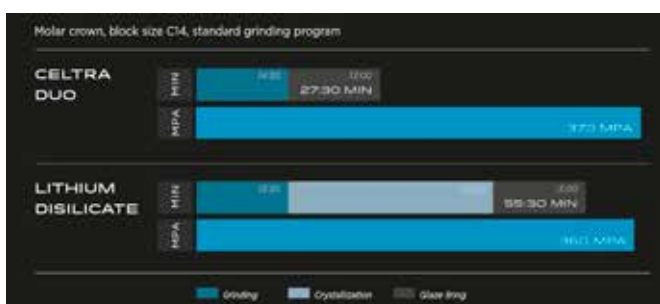 Molar crown, block size C14, standard grinding program
CELTRA
DUO
MIN
27:30 MIN
MPA
370 MPA
LITHIUM
DISILICATE
MIN
55:30 MIN
MPA
360 MPA
Grinding
Crystallization
Glaze firing